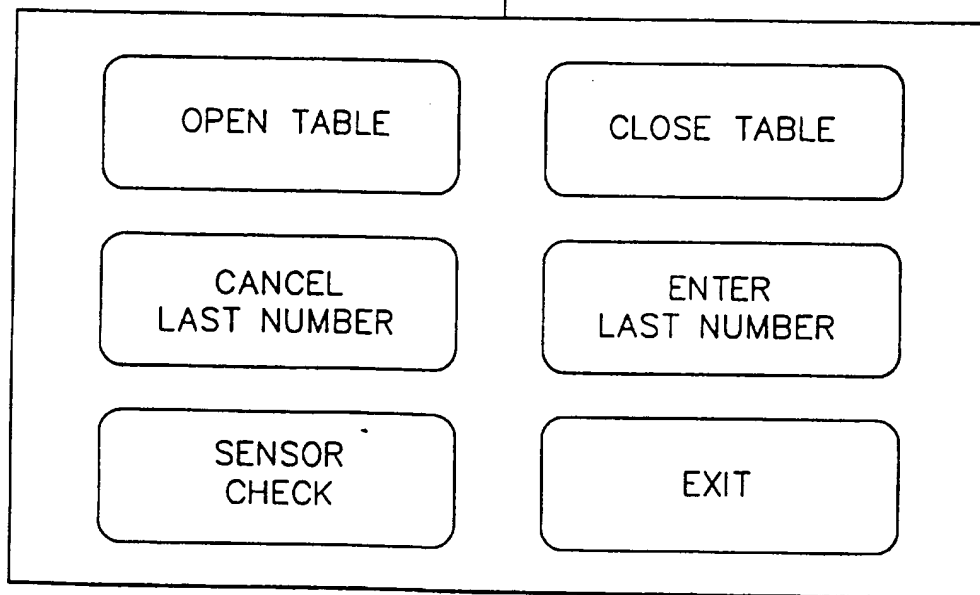 OPEN TABLE
CLOSE TABLE
CANCEL
LAST NUMBER
ENTER
LAST NUMBER
SENSOR
CHECK
EXIT